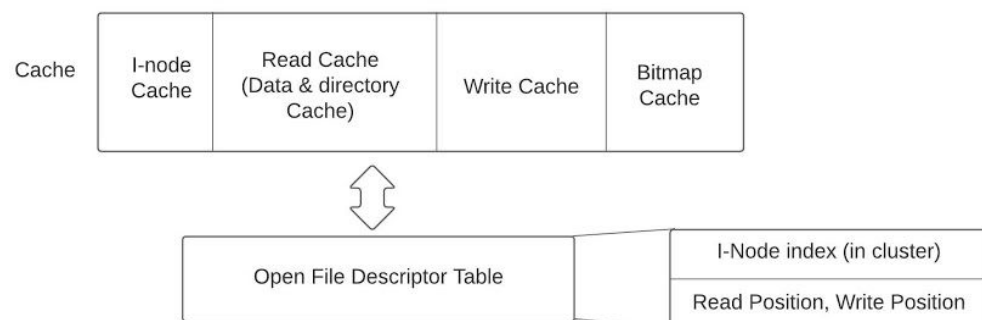 Cache
I-node
Cache
Read Cache
(Data & directory
Cache)
Write Cache
Bitmap
Cache
Open File Descriptor Table
I-Node index (in cluster)
Read Position, Write Position